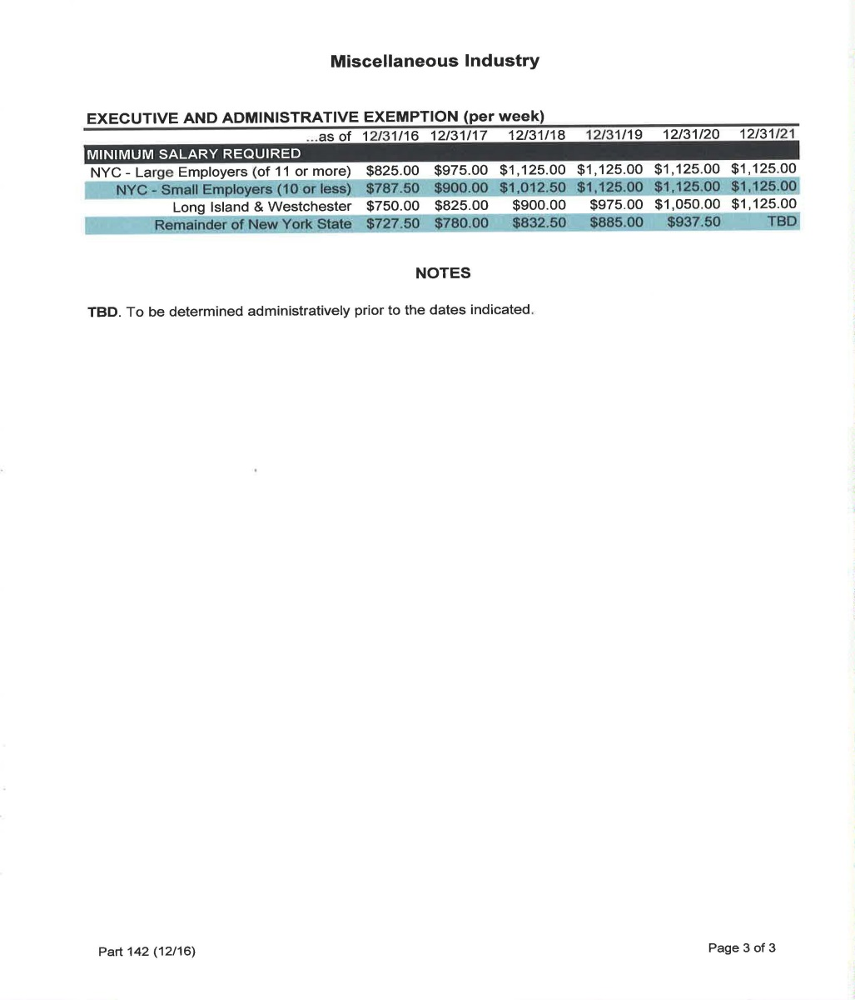 Miscellaneous Industry
EXECUTIVE AND ADMINISTRATIVE EXEMPTION (per week)
...as of 12/31/16 12/31/17 12/31/18 12/31/19 12/31/20 12/31/21
MINIMUM SALARY REQUIRED
NYC - Large Employers (of 11 or more) $825.00 $975.00 $1,125.00 $1,125.00 $1,125.00 $1,125.00
NYC - Small Employers (10 or less) $787.50 $900.00 $1,012.50 $1,125.00 $1,125.00 $1,125.00
Long Island & Westchester $750.00 $825.00 $900.00 $975.00 $1,050.00 $1,125.00
Remainder of New York State $727.50 $780.00 $832.50 $885.00 $937.50 TBD
NOTES
TBD. To be determined administratively prior to the dates indicated.
Part 142 (12/16)
Page 3 of 3